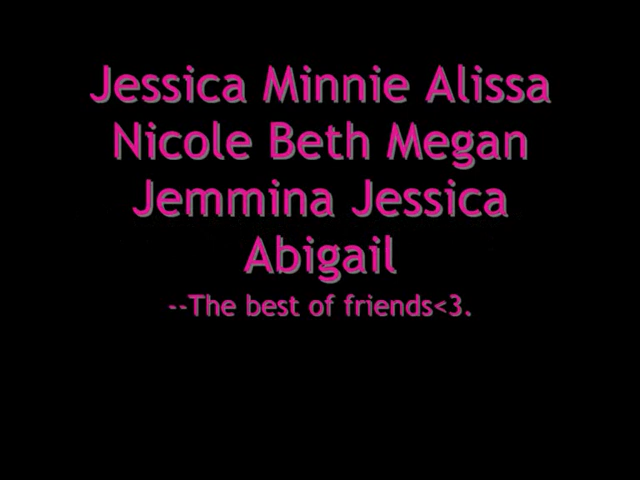 Jessica Minnie Alissa
Nicole Beth Megan
Jemmina Jessica
Abigail
--The best of friends<3.